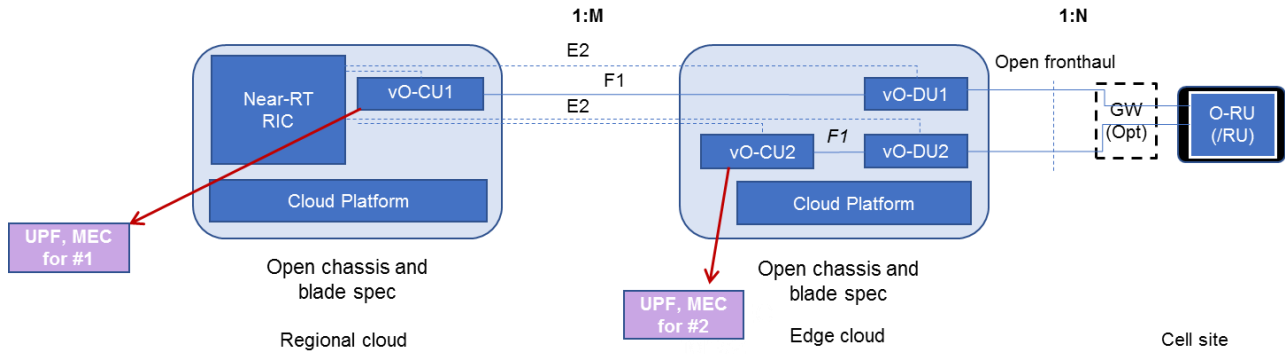 1:M
1:N
E2
Open fronthaul
Near-RT
RIC
vO-CU1
F1
vO-DU1
E2
GW
(Opt)
O-RU
(/RU)
vO-CU2
F1
vO-DU2
Cloud Platform
Cloud Platform
UPF, MEC
for #1
Open chassis and
blade spec
Open chassis and
blade spec
UPF, MEC
for #2
Regional cloud
Edge cloud
Cell site